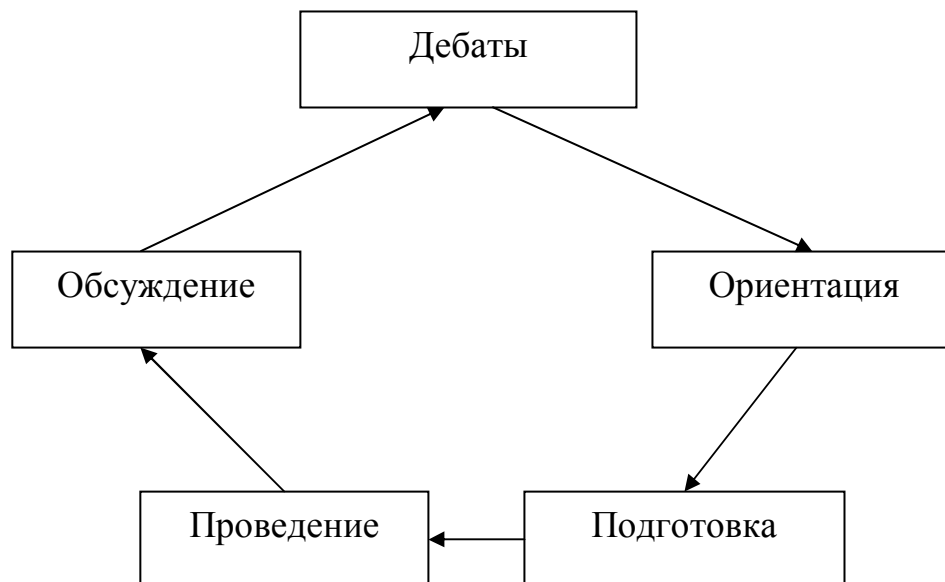 Дебаты
Обсуждение
Ориентация
Проведение
Подготовка